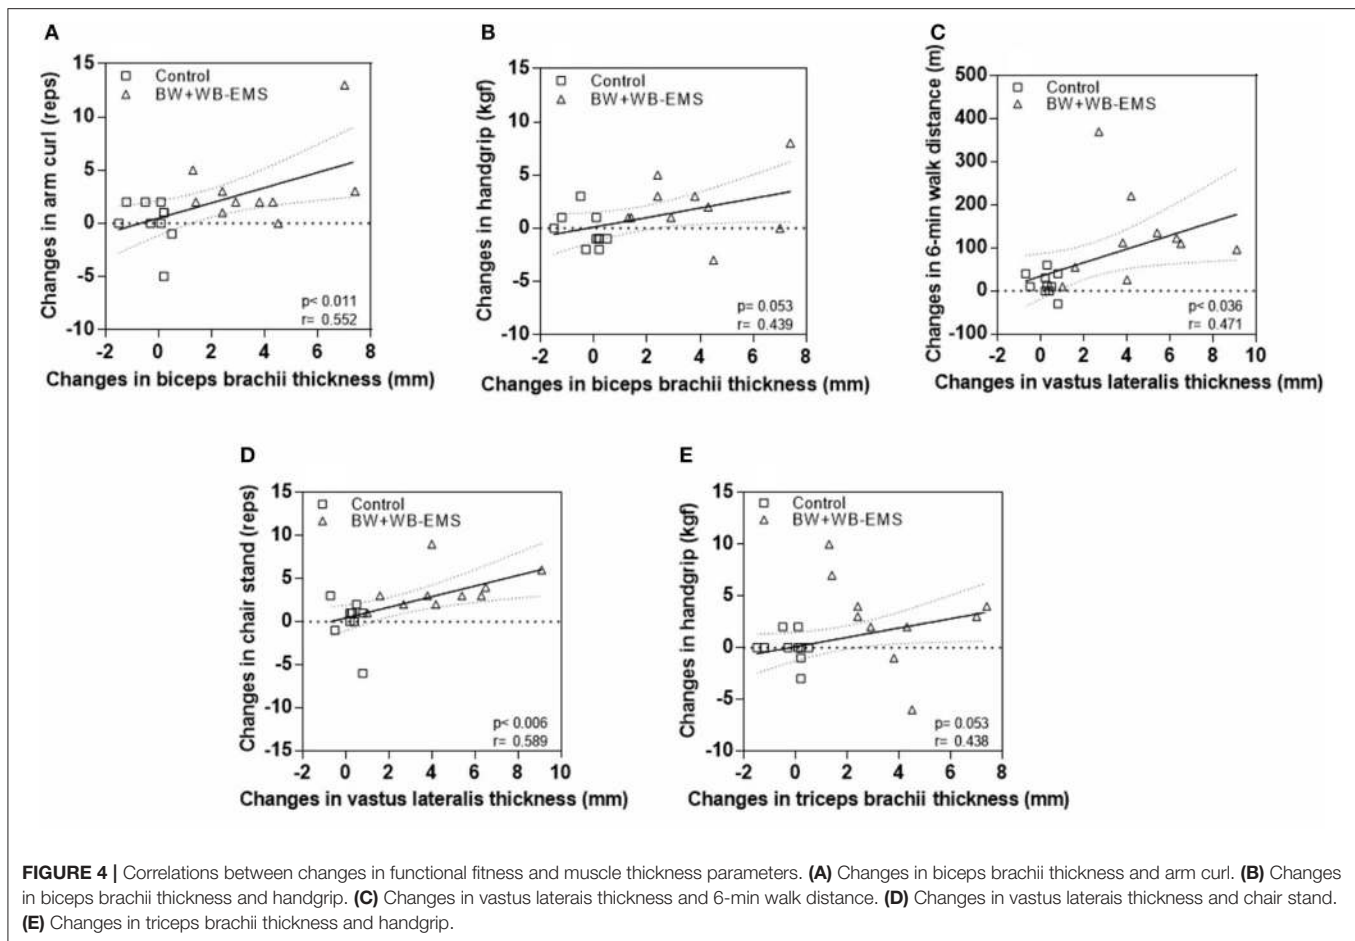 A
Changes in arm curl (reps)
15
10
5
0
-5
-10
Control
BW+WB-EMS
p< 0.011
r= 0.552
-2 0 2 4 6 8
Changes in biceps brachii thickness (mm)
B
Changes in handgrip (kgf)
15
10
5
0
-5
-10
Control
BW+WB-EMS
p= 0.053
r= 0.439
-2 0 2 4 6 8
Changes in biceps brachii thickness (mm)
C
Changes in 6-min walk distance (m)
500
400
300
200
100
0
-100
Control
BW+WB-EMS
p< 0.036
r= 0.471
-2 0 2 4 6 8 10
Changes in vastus lateralis thickness (mm)
D
Changes in chair stand (reps)
15
10
5
0
-5
-10
-15
Control
BW+WB-EMS
p< 0.006
r= 0.589
-2 0 2 4 6 8 10
Changes in vastus lateralis thickness (mm)
E
Changes in handgrip (kgf)
15
10
5
0
-5
-10
Control
BW+WB-EMS
p= 0.053
r= 0.438
-2 0 2 4 6 8
Changes in triceps brachii thickness (mm)
FIGURE 4 | Correlations between changes in functional fitness and muscle thickness parameters. (A) Changes in biceps brachii thickness and arm curl. (B) Changes
in biceps brachii thickness and handgrip. (C) Changes in vastus laterais thickness and 6-min walk distance. (D) Changes in vastus laterais thickness and chair stand.
(E) Changes in triceps brachii thickness and handgrip.